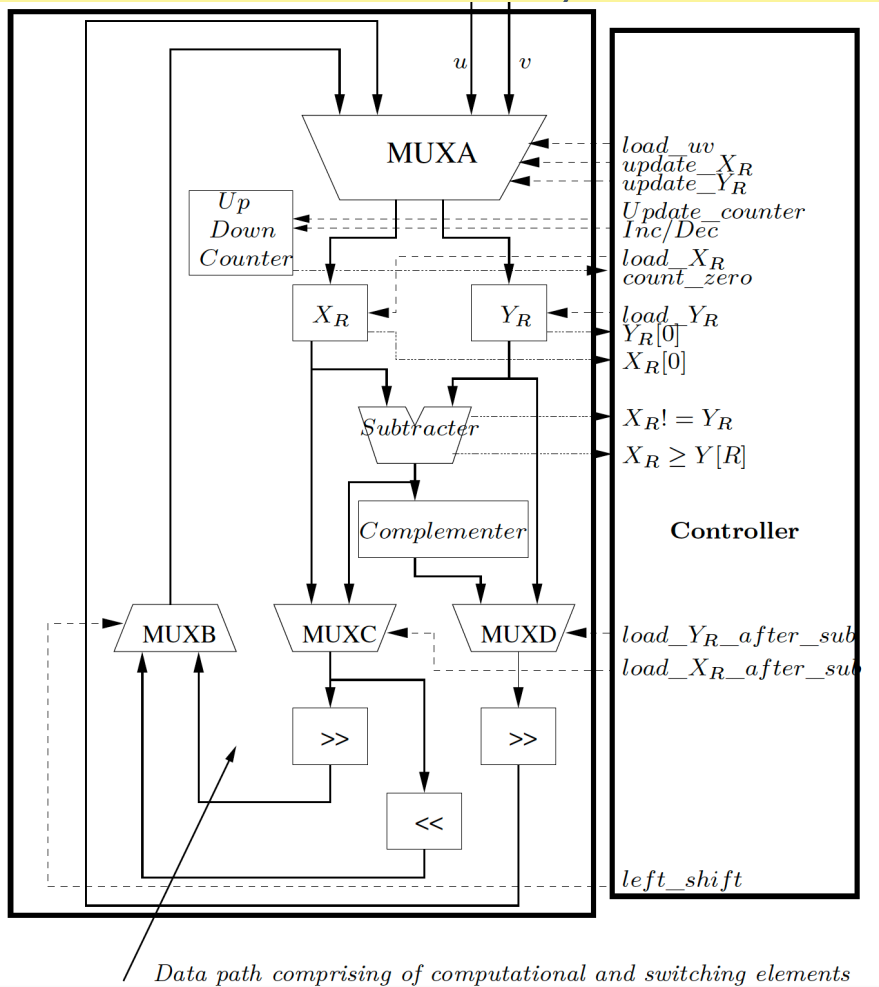 u v
MUXA
load_uv
update_X_R
update_Y_R
Up
Down
Counter
Update_counter
Inc/Dec
load_X_R
count_zero
X_R
Y_R
load_Y_R
Y_R[0]
X_R[0]
Subtracter
X_R! = Y_R
X_R ≥ Y[R]
Complementer
Controller
MUXB
MUXC
MUXD
load_Y_R_after_sub
load_X_R_after_sub
>>
>>
<<
left_shift
Data path comprising of computational and switching elements